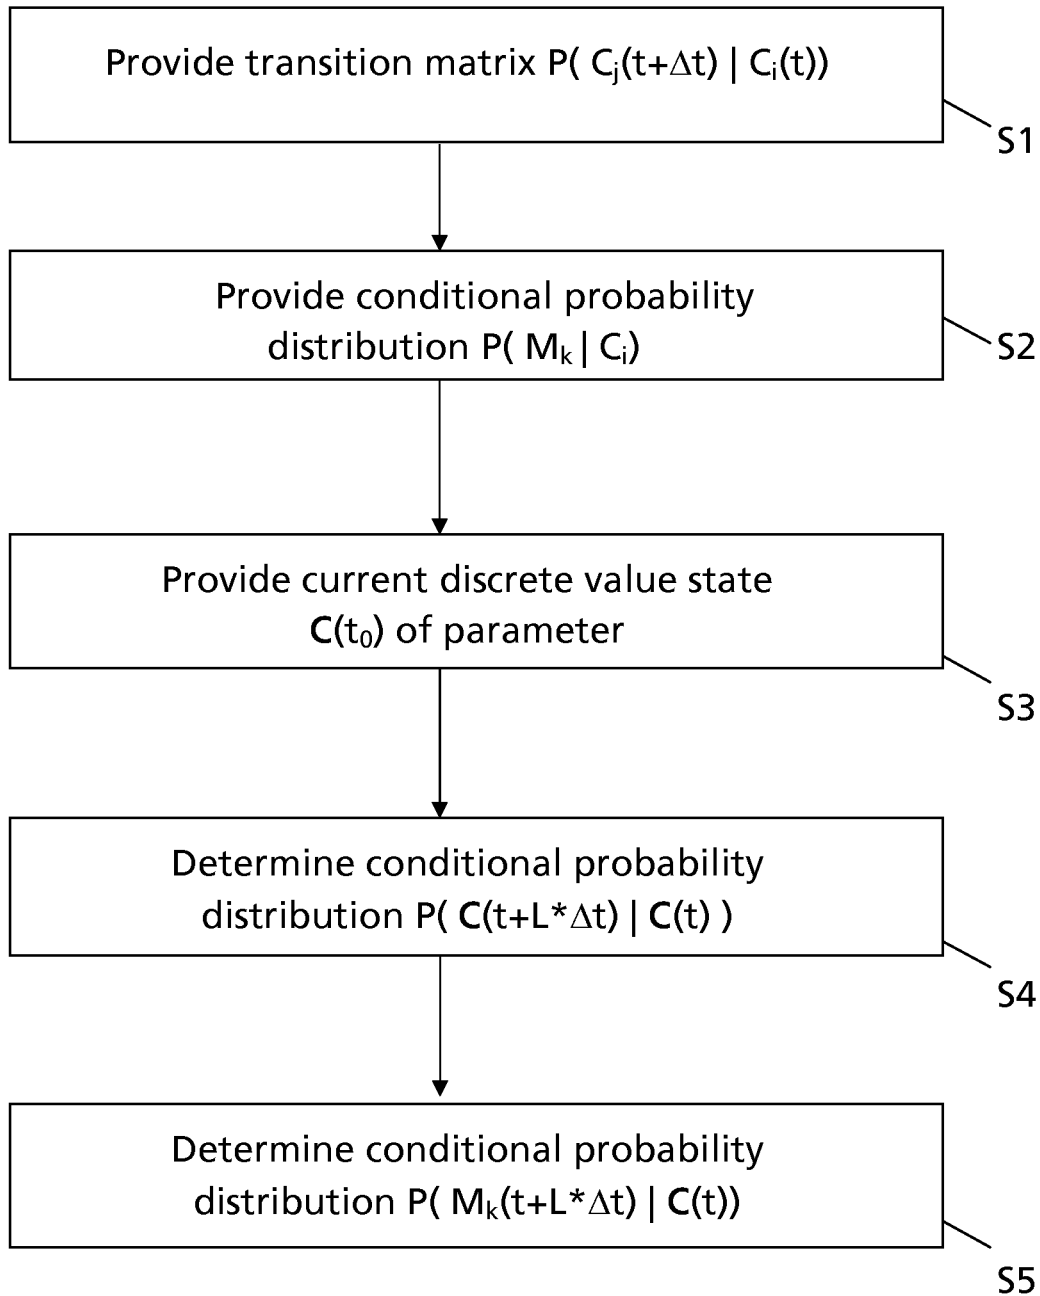 Provide transition matrix P( Cj(t+Δt) | Ci(t))
S1
Provide conditional probability
distribution P( Mk | Ci)
S2
Provide current discrete value state
C(t0) of parameter
S3
Determine conditional probability
distribution P( C(t+L*Δt) | C(t) )
S4
Determine conditional probability
distribution P( Mk(t+L*Δt) | C(t))
S5